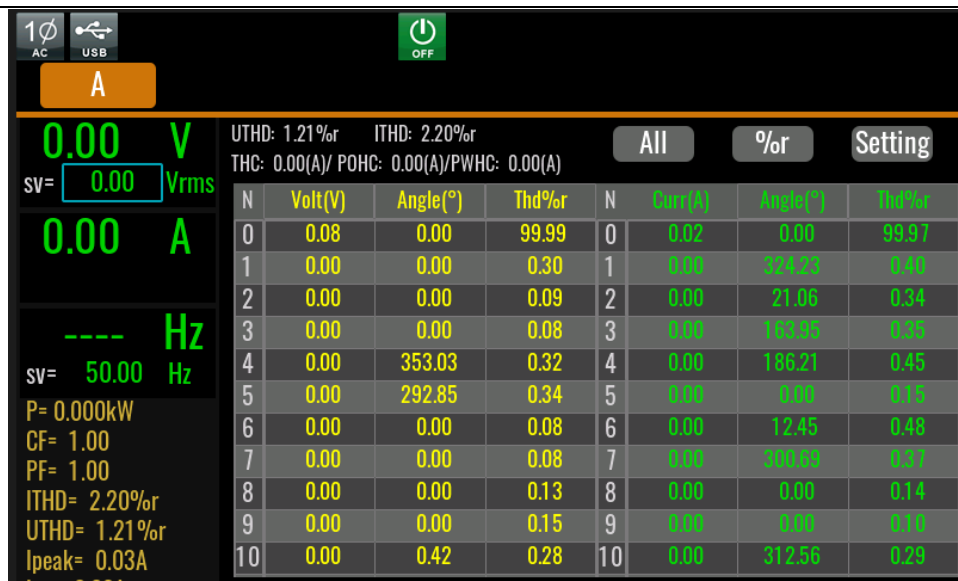 1Ø AC USB OFF
A
0.00 V
sv= 0.00 Vrms
0.00 A
---- Hz
sv= 50.00 Hz
P= 0.000kW
CF= 1.00
PF= 1.00
ITHD= 2.20%r
UTHD= 1.21%r
Ipeak= 0.03A
UTHD: 1.21%r ITHD: 2.20%r
THC: 0.00(A)/ POHC: 0.00(A)/PWHC: 0.00(A)
All %r Setting
N Volt(V) Angle(°) Thd%r N Curr(A) Angle(°) Thd%r
0 0.08 0.00 99.99 0 0.02 0.00 99.97
1 0.00 0.00 0.30 1 0.00 324.23 0.40
2 0.00 0.00 0.09 2 0.00 21.06 0.34
3 0.00 0.00 0.08 3 0.00 163.95 0.35
4 0.00 353.03 0.32 4 0.00 186.21 0.45
5 0.00 292.85 0.34 5 0.00 0.00 0.15
6 0.00 0.00 0.08 6 0.00 12.45 0.48
7 0.00 0.00 0.08 7 0.00 300.69 0.37
8 0.00 0.00 0.13 8 0.00 0.00 0.14
9 0.00 0.00 0.15 9 0.00 0.00 0.10
10 0.00 0.42 0.28 10 0.00 312.56 0.29